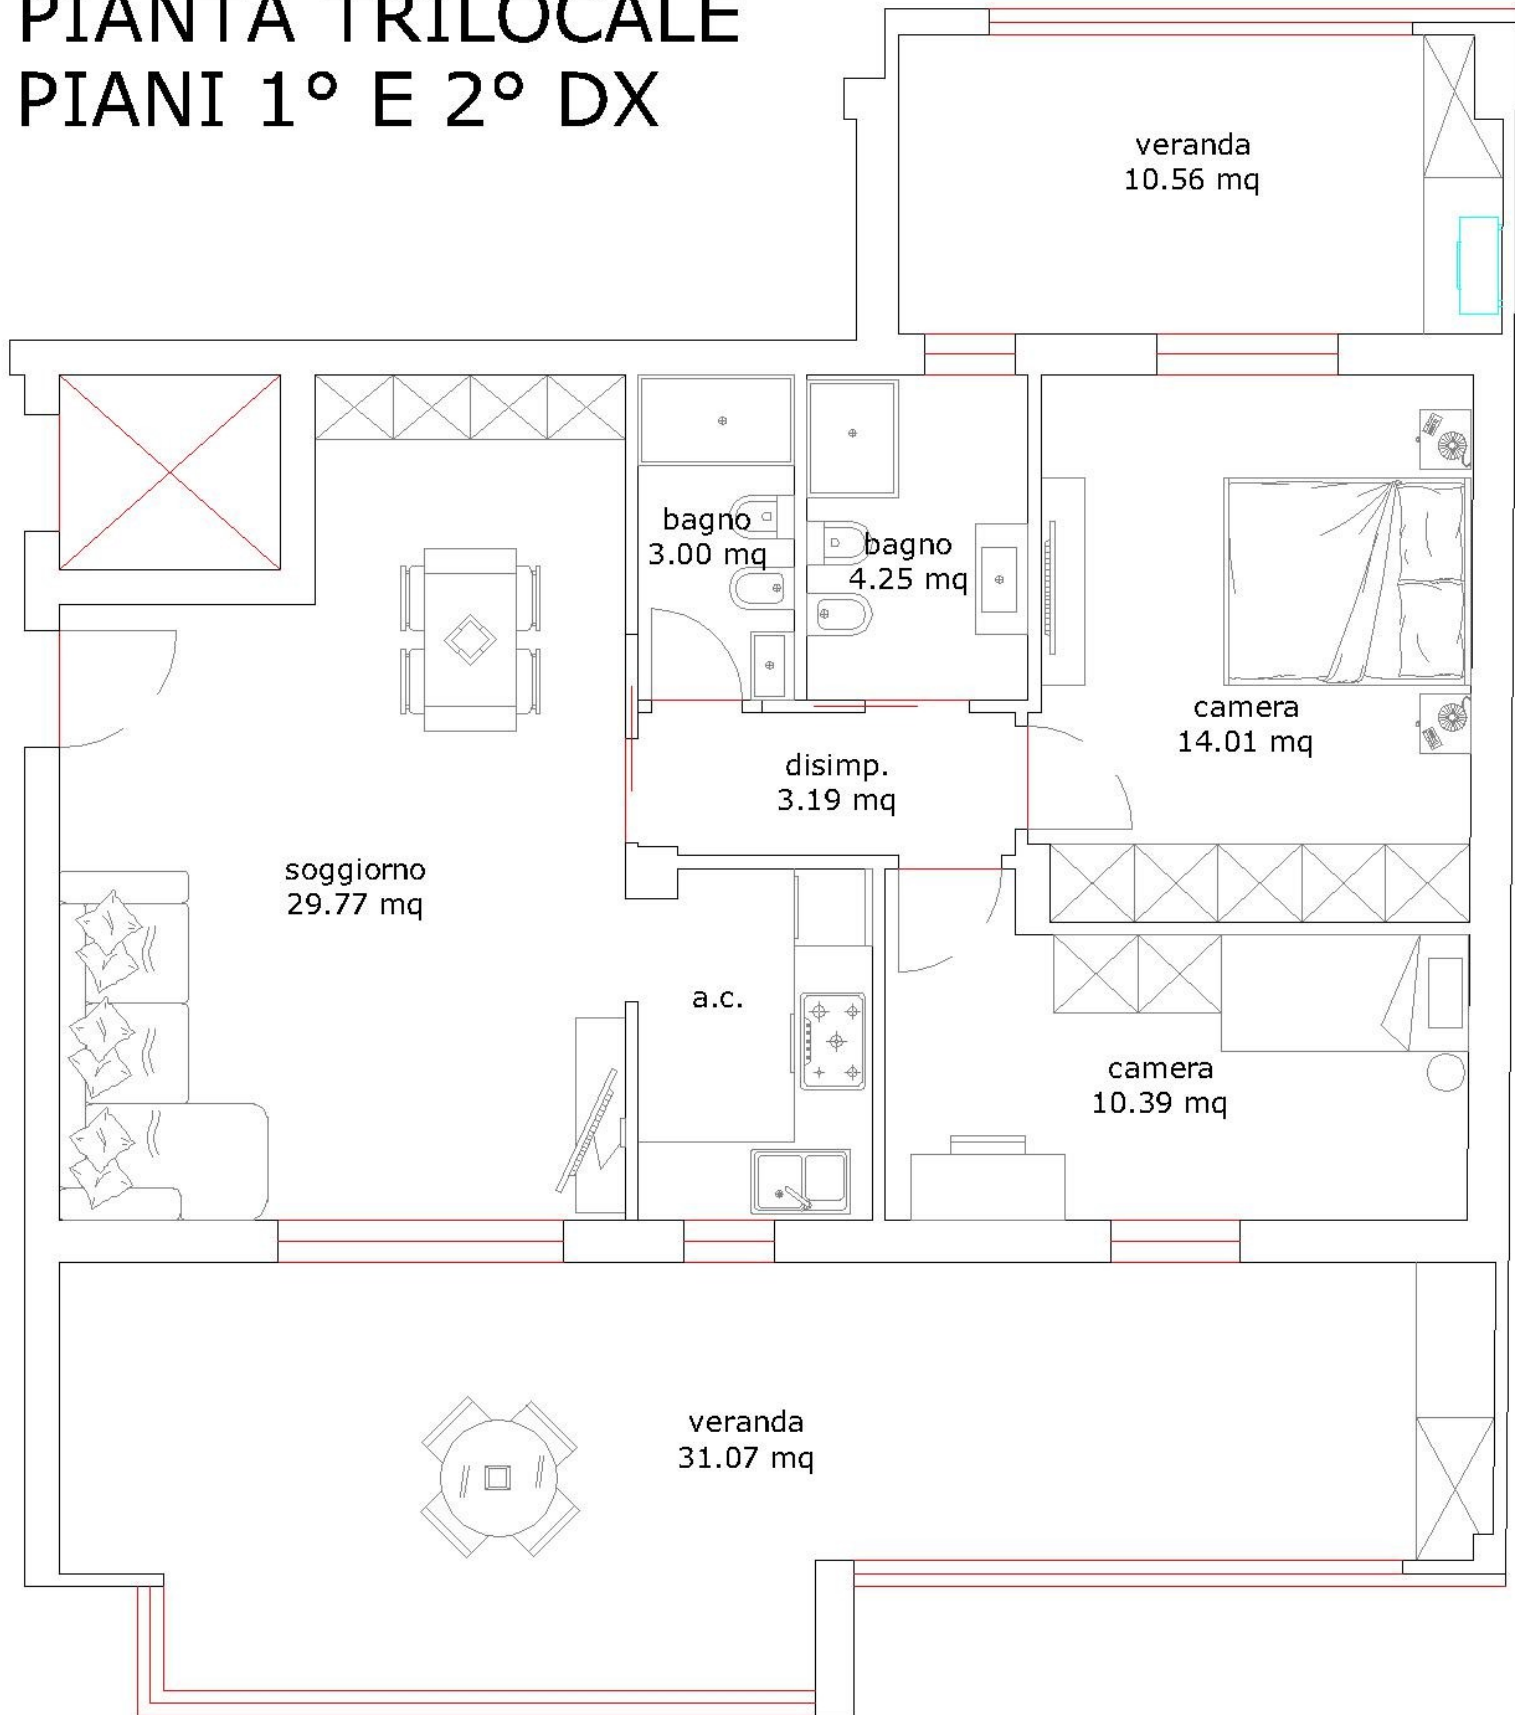 PIANTA TRILOCALE
PIANI 1° E 2° DX
veranda
10.56 mq
bagno
3.00 mq
bagno
4.25 mq
camera
14.01 mq
disimp.
3.19 mq
soggiorno
29.77 mq
a.c.
camera
10.39 mq
veranda
31.07 mq